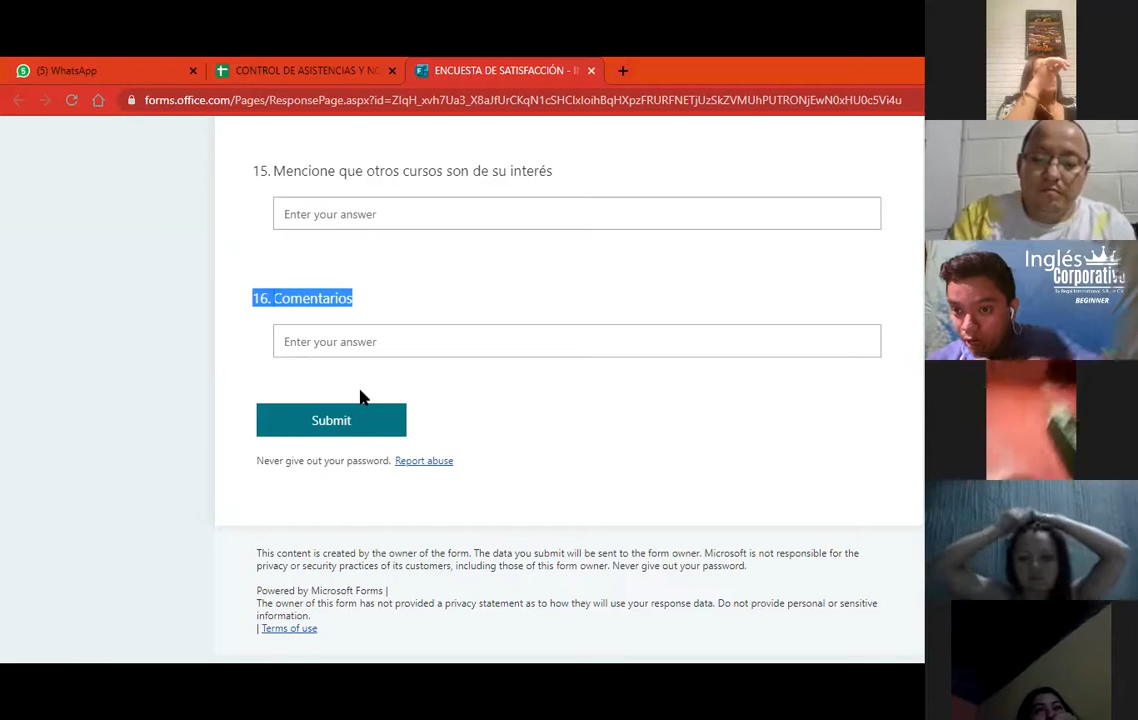 (5) WhatsApp
CONTROL DE ASISTENCIAS Y NO
ENCUESTA DE SATISFACCIÓN - I
forms.office.com/Pages/ResponsePage.aspx?id=ZIqH_xvh7Ua3_X8aJfUrCKqN1cSHClxIoihBqHXpzFRURFNETjUzSkZVMUhPUTRONjEwN0xHU0c5Vi4u
15. Mencione que otros cursos son de su interés
Enter your answer
16. Comentarios
Enter your answer
Submit
Never give out your password. Report abuse
This content is created by the owner of the form. The data you submit will be sent to the form owner. Microsoft is not responsible for the
privacy or security practices of its customers, including those of this form owner. Never give out your password.
Powered by Microsoft Forms |
The owner of this form has not provided a privacy statement as to how they will use your response data. Do not provide personal or sensitive
information.
| Terms of use
Inglés
Corporativ
BEGINNER